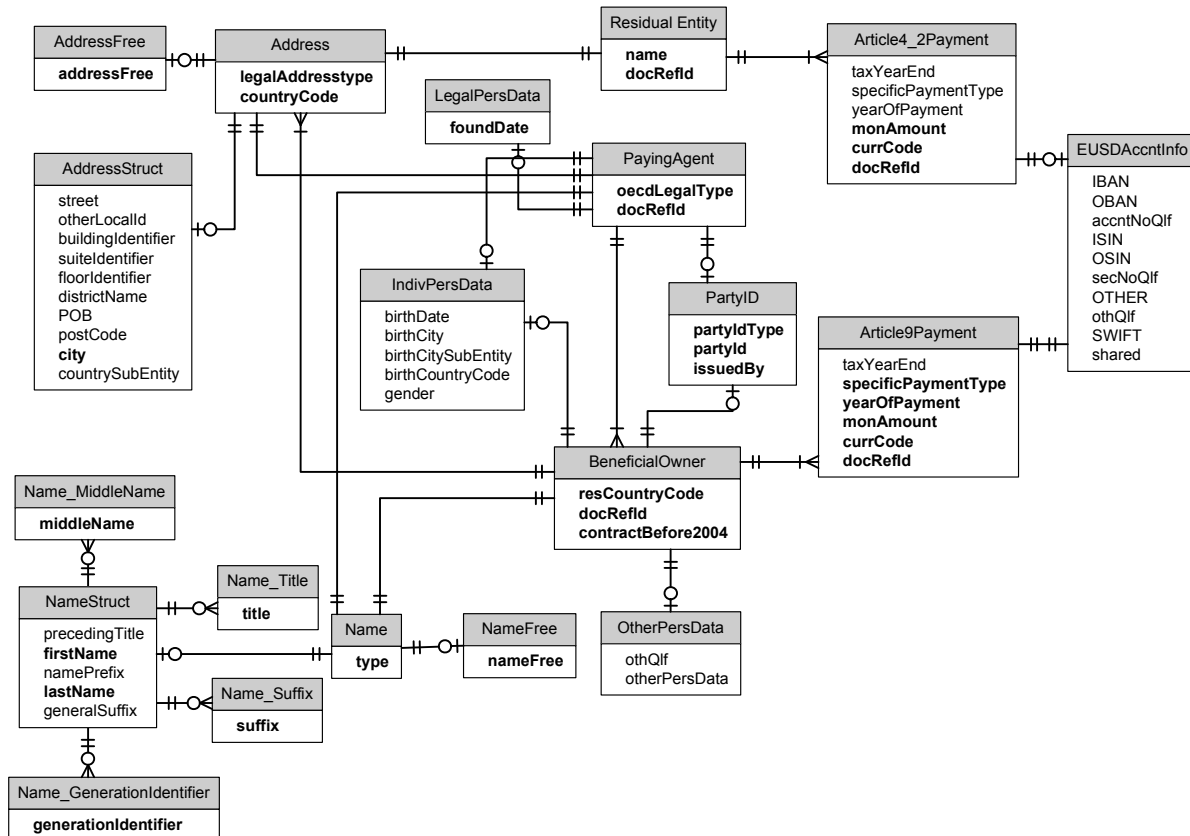 AddressFree
addressFree
Address
legalAddresstype
countryCode
Residual Entity
name
docRefId
Article4_2Payment
taxYearEnd
specificPaymentType
yearOfPayment
monAmount
currCode
docRefId
LegalPersData
foundDate
EUSDAccntInfo
IBAN
OBAN
accntNoQlf
ISIN
OSIN
secNoQlf
OTHER
othQlf
SWIFT
shared
AddressStruct
street
otherLocalId
buildingIdentifier
suiteIdentifier
floorIdentifier
districtName
POB
postCode
city
countrySubEntity
PayingAgent
oecdLegalType
docRefId
IndivPersData
birthDate
birthCity
birthCitySubEntity
birthCountryCode
gender
PartyID
partyIdType
partyId
issuedBy
Article9Payment
taxYearEnd
specificPaymentType
yearOfPayment
monAmount
currCode
docRefId
BeneficialOwner
resCountryCode
docRefId
contractBefore2004
Name_MiddleName
middleName
NameStruct
precedingTitle
firstName
namePrefix
lastName
generalSuffix
Name_Title
title
Name
type
NameFree
nameFree
OtherPersData
othQlf
otherPersData
Name_Suffix
suffix
Name_GenerationIdentifier
generationIdentifier